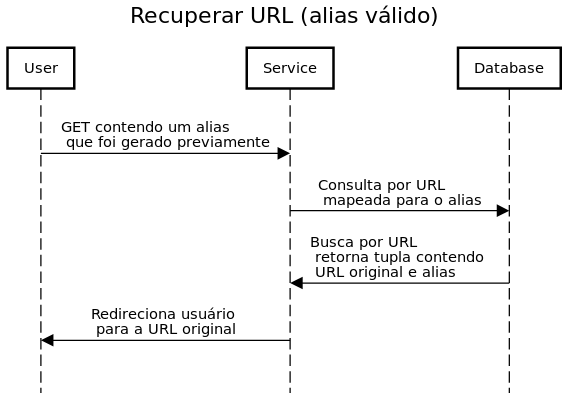 Recuperar URL (alias válido)
User
Service
Database
GET contendo um alias
que foi gerado previamente
Consulta por URL
mapeada para o alias
Busca por URL
retorna tupla contendo
URL original e alias
Redireciona usuário
para a URL original